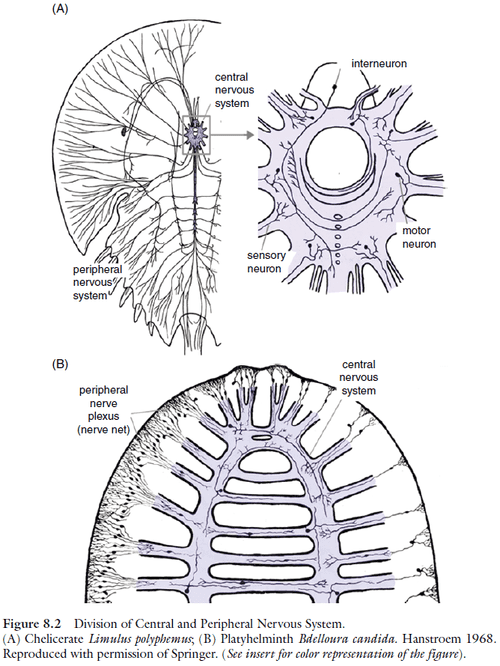 (A)
central
nervous
system
interneuron
peripheral
nervous
system
sensory
neuron
motor
neuron
(B)
peripheral
nerve
plexus
(nerve net)
central
nervous
system
Figure 8.2 Division of Central and Peripheral Nervous System.
(A) Chelicerate Limulus polyphemus; (B) Platyhelminth Bdelloura candida. Hanstroem 1968.
Reproduced with permission of Springer. (See insert for color representation of the figure).